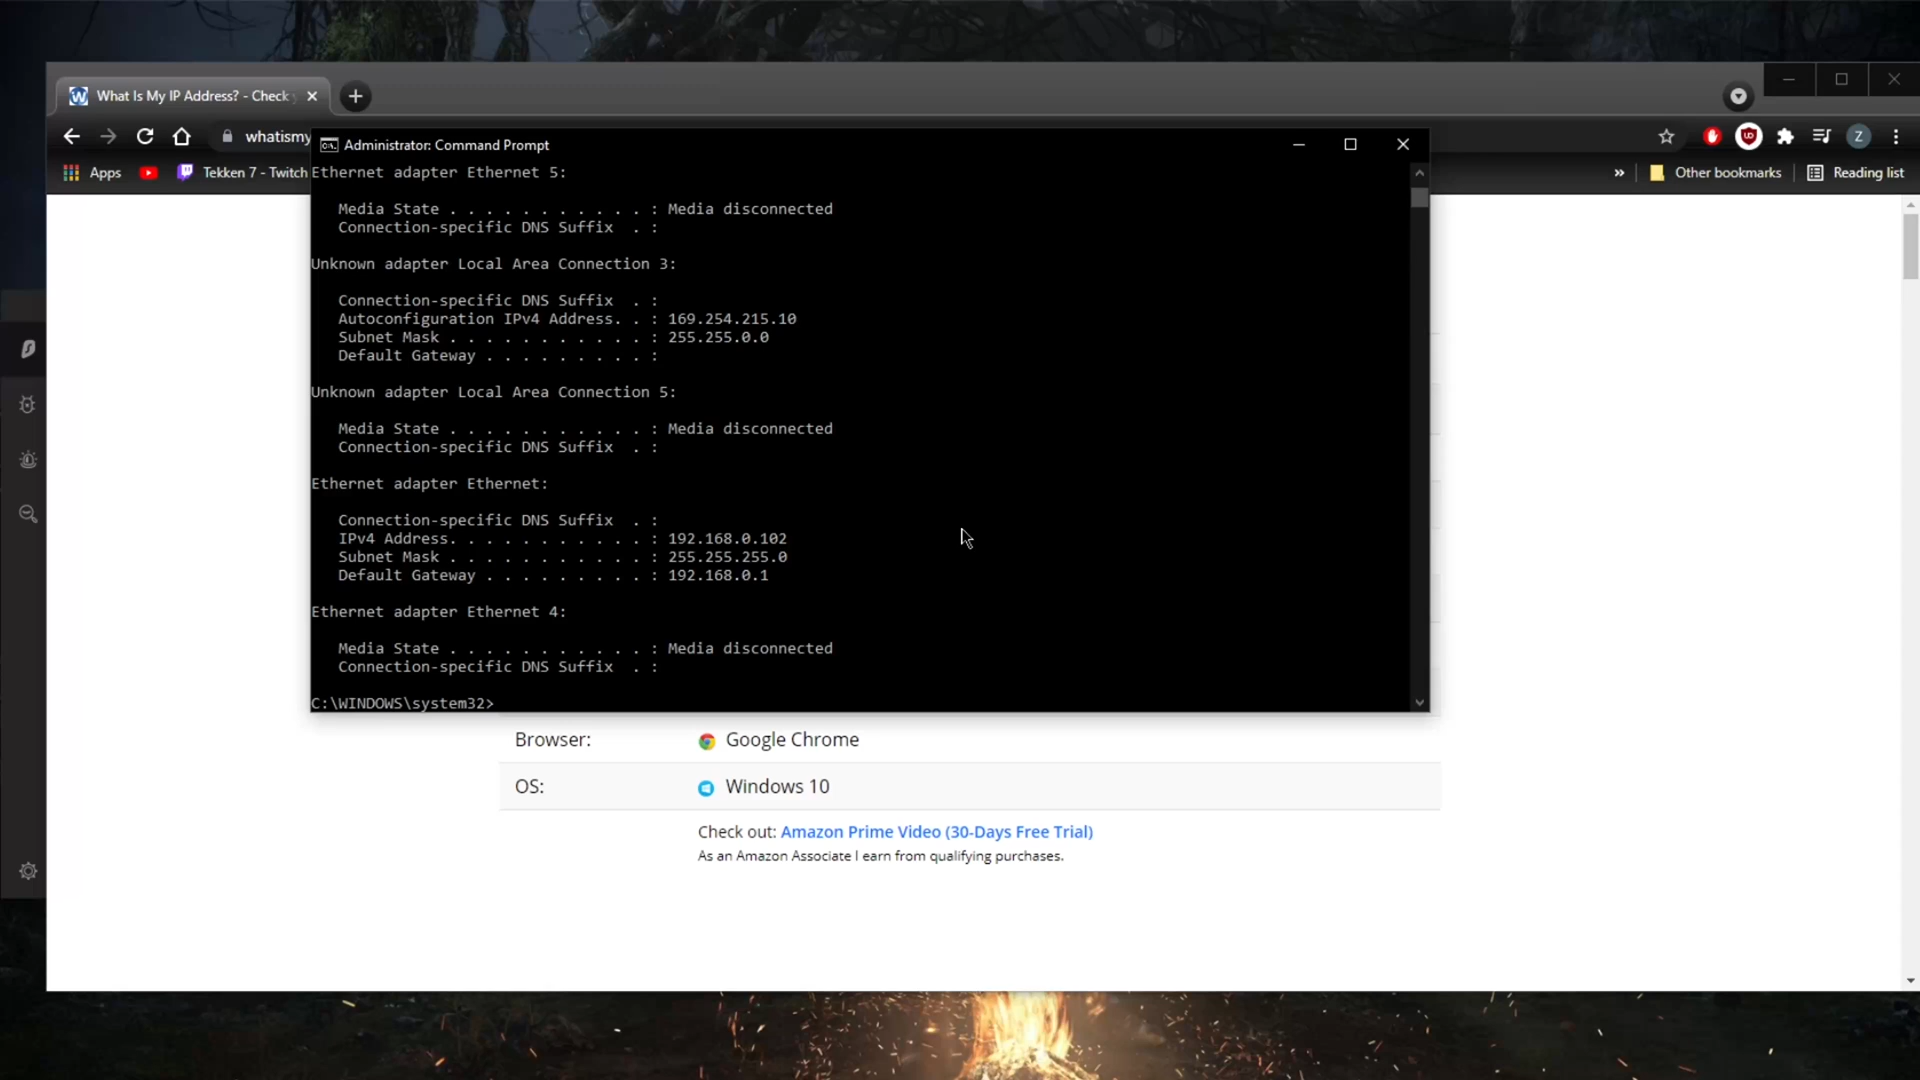 What Is My IP Address? - Check
whatismy
Apps
Tekken 7 - Twitch
»
Other bookmarks
Reading list
Z
Administrator: Command Prompt
Ethernet adapter Ethernet 5:
Media State . . . . . . . . . . . : Media disconnected
Connection-specific DNS Suffix  . :
Unknown adapter Local Area Connection 3:
Connection-specific DNS Suffix  . :
Autoconfiguration IPv4 Address. . : 169.254.215.10
Subnet Mask . . . . . . . . . . . : 255.255.0.0
Default Gateway . . . . . . . . . :
Unknown adapter Local Area Connection 5:
Media State . . . . . . . . . . . : Media disconnected
Connection-specific DNS Suffix  . :
Ethernet adapter Ethernet:
Connection-specific DNS Suffix  . :
IPv4 Address. . . . . . . . . . . : 192.168.0.102
Subnet Mask . . . . . . . . . . . : 255.255.255.0
Default Gateway . . . . . . . . . : 192.168.0.1
Ethernet adapter Ethernet 4:
Media State . . . . . . . . . . . : Media disconnected
Connection-specific DNS Suffix  . :
C:\WINDOWS\system32>
Browser: Google Chrome
OS: Windows 10
Check out: Amazon Prime Video (30-Days Free Trial)
As an Amazon Associate I earn from qualifying purchases.